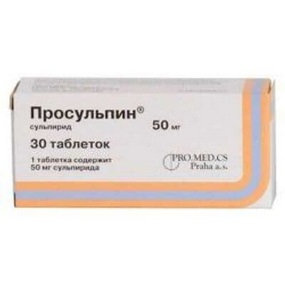 Просульпин®
сульпирид
50 мг
30 таблеток
1 таблетка содержит
50 мг сульпирида
PRO.MED.CS
Praha a.s.